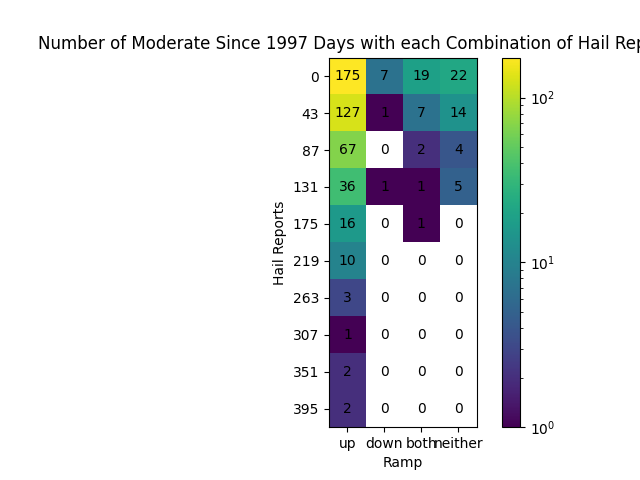 Number of Moderate Since 1997 Days with each Combination of Hail Rep
0 175 7 19 22
43 127 1 7 14
87 67 0 2 4
131 36 1 1 5
175 16 0 1 0
219 10 0 0 0
263 3 0 0 0
307 1 0 0 0
351 2 0 0 0
395 2 0 0 0
up down both neither
Ramp
Hail Reports
10²
10¹
10⁰